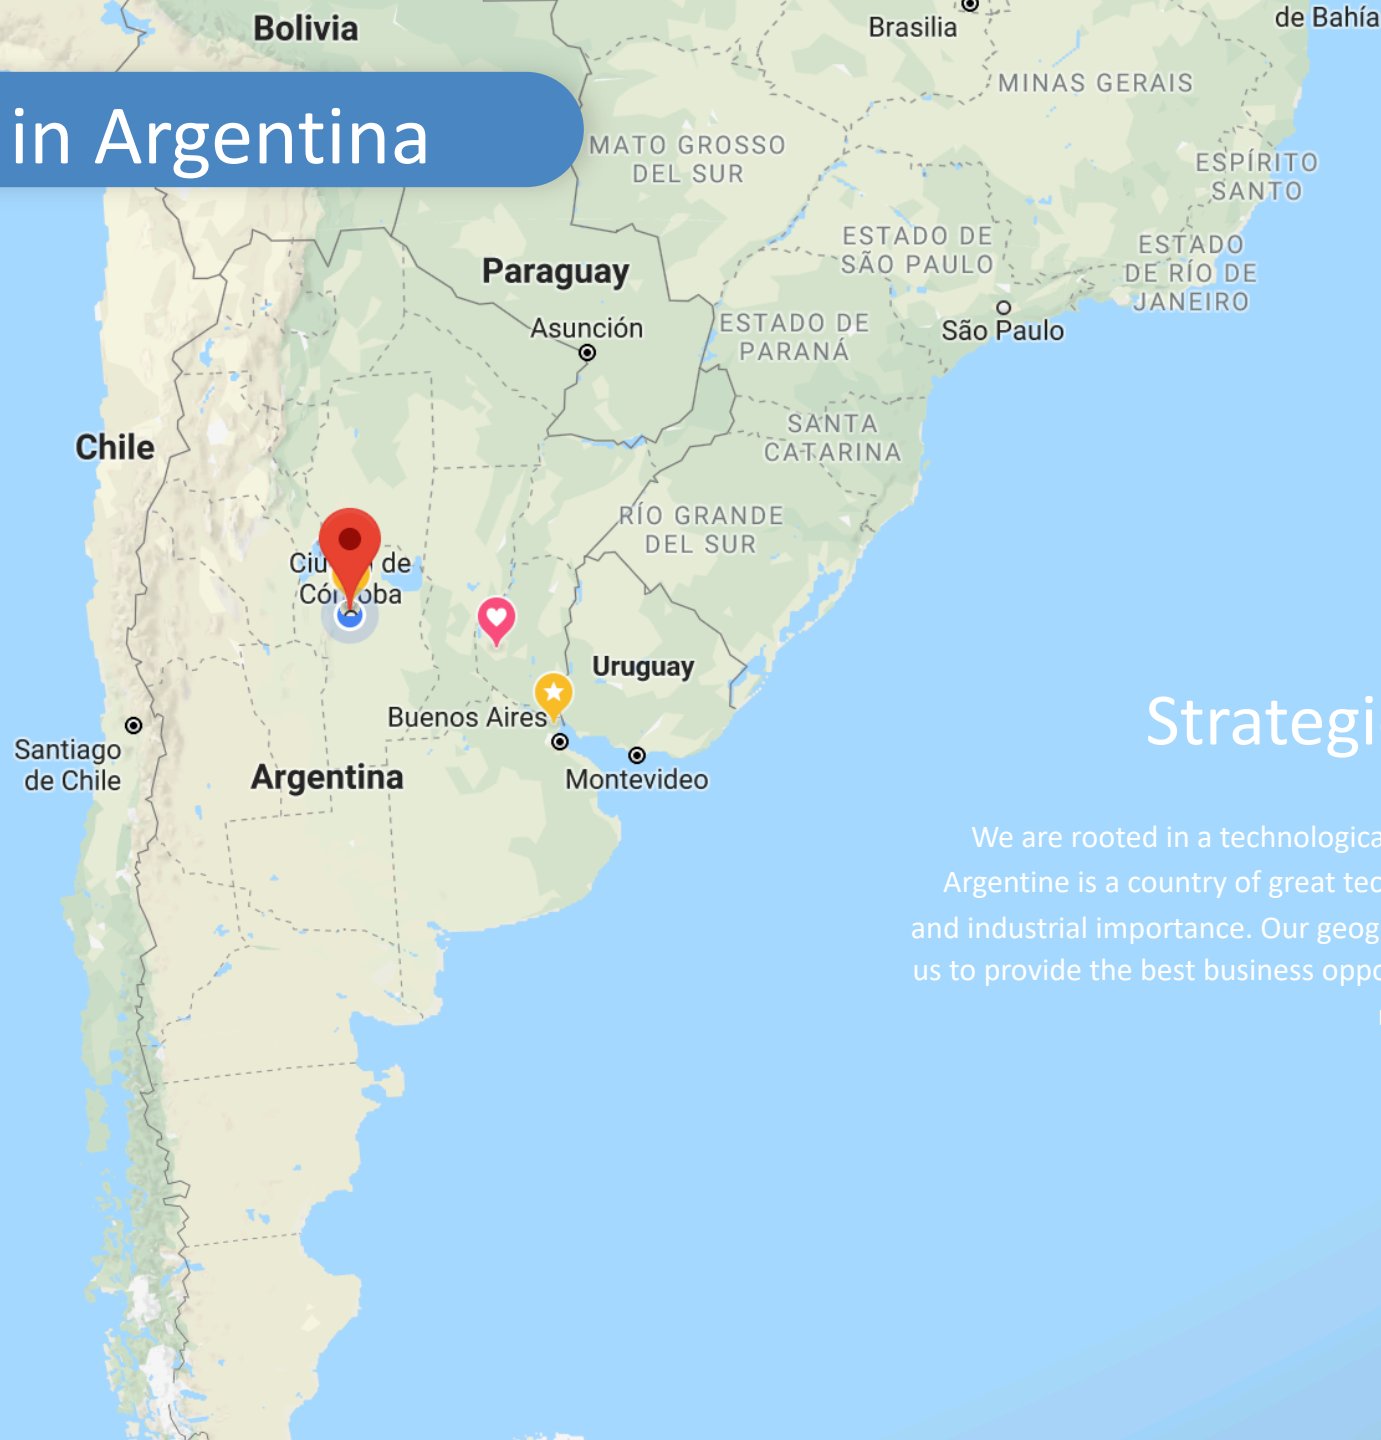 Bolivia
Brasilia
de Bahía
MINAS GERAIS
in Argentina
MATO GROSSO
DEL SUR
ESPÍRITO
SANTO
ESTADO DE
SÃO PAULO
ESTADO
DE RÍO DE
JANEIRO
Paraguay
Asunción
ESTADO DE
PARANÁ
São Paulo
Chile
SANTA
CATARINA
RÍO GRANDE
DEL SUR
de
Uruguay
Buenos Aires
Santiago
de Chile
Argentina
Montevideo
Strategi
We are rooted in a technologica
Argentine is a country of great tec
and industrial importance. Our geog
us to provide the best business oppo